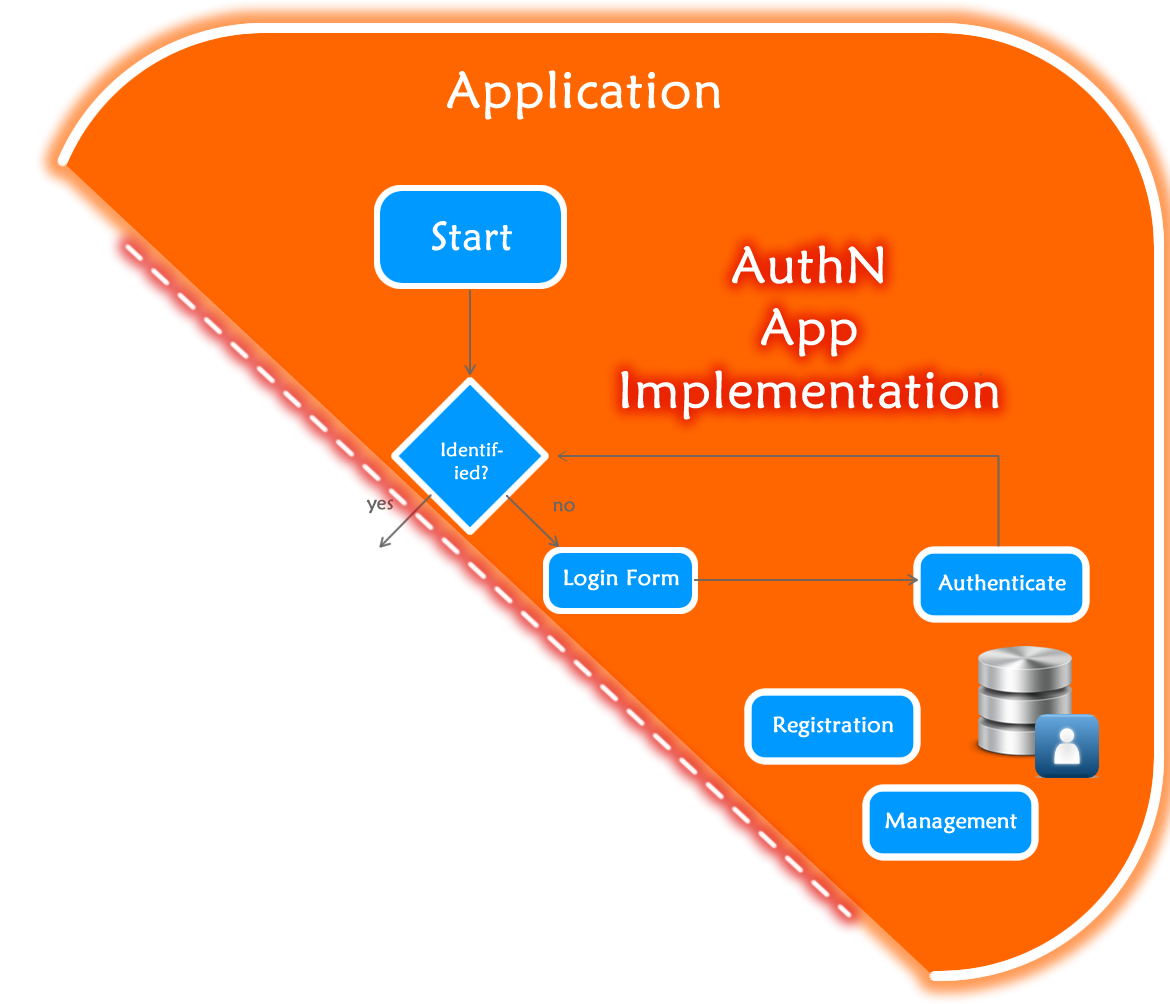 Application
Start
AuthN
App
Implementation
Identif-
ied?
yes
no
Login Form
Authenticate
Registration
Management